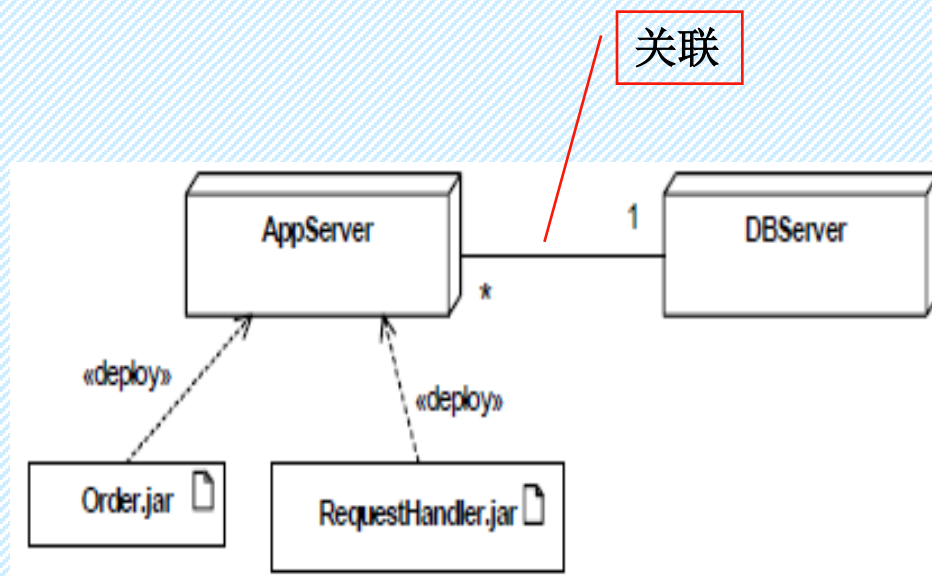 关联
AppServer
1
DBServer
*
«deploy»
«deploy»
Order.jar
RequestHandler.jar